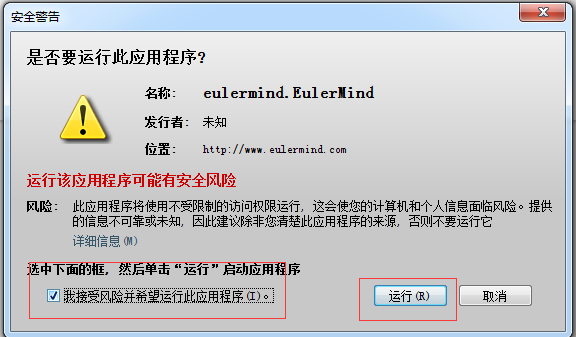 安全警告
是否要运行此应用程序?
名称: eulermind.EulerMind
发行者: 未知
位置: http://www.eulermind.com
运行该应用程序可能有安全风险
风险: 此应用程序将使用不受限制的访问权限运行, 这会使您的计算机和个人信息面临风险。提供
的信息不可靠或未知, 因此建议除非您清楚此应用程序的来源, 否则不要运行它
详细信息(M)
选中下面的框, 然后单击“运行”启动应用程序
我接受风险并希望运行此应用程序(I)。
运行(R)
取消